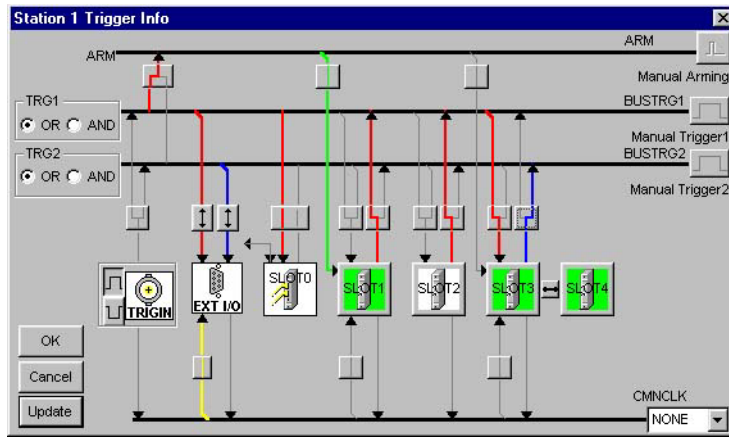 Station 1 Trigger Info
ARM
ARM
Manual Arming
TRG1
OR AND
BUSTRG1
Manual Trigger1
TRG2
OR AND
BUSTRG2
Manual Trigger2
TRIGIN
EXT I/O
SLOT0
SLOT1
SLOT2
SLOT3
SLOT4
OK
Cancel
Update
CMNCLK
NONE